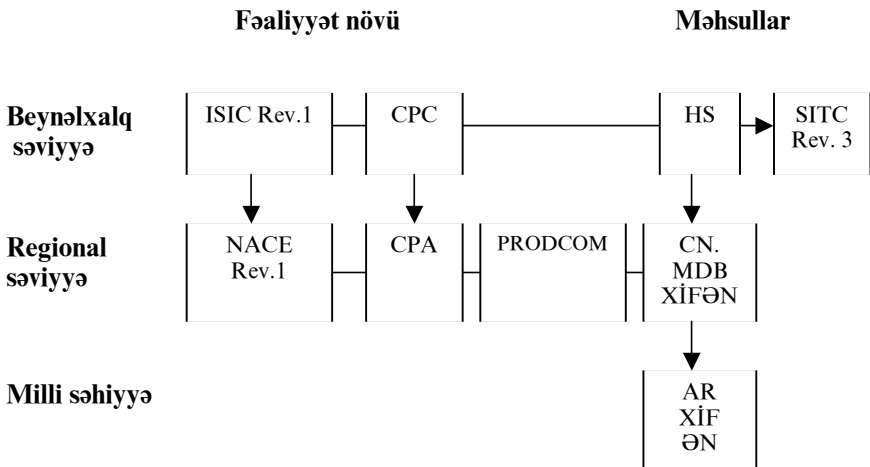 Fəaliyyət növü
Məhsullar
Beynəlxalq
səviyyə
ISIC Rev.1
CPC
HS
SITC
Rev. 3
Regional
səviyyə
NACE
Rev.1
CPA
PRODCOM
CN.
MDB
XİFƏN
Milli səhiyyə
AR
XİF
ƏN